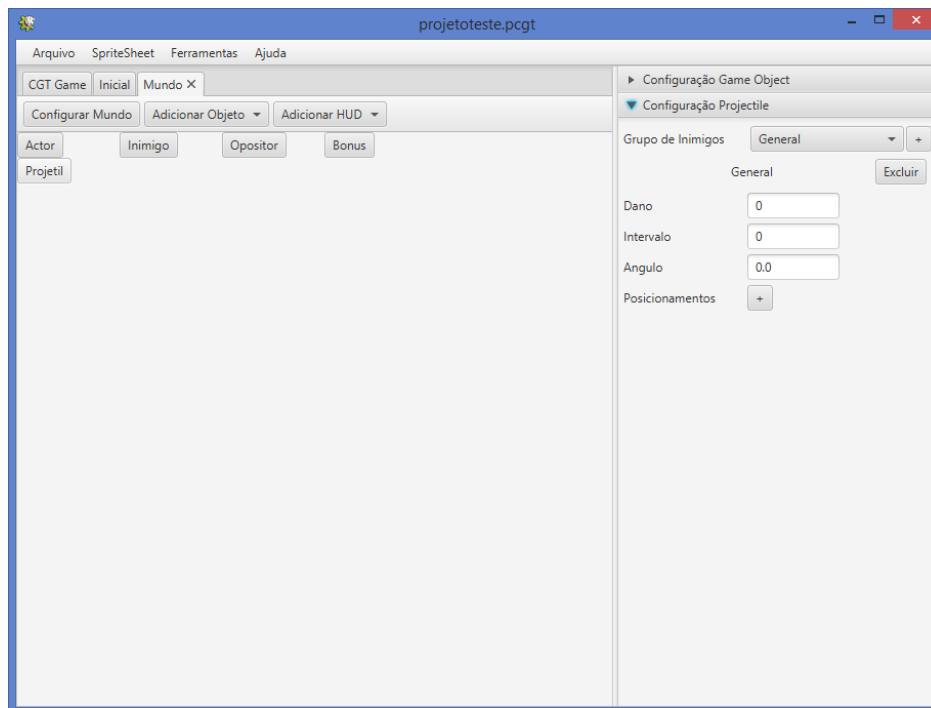 projetoteste.pcgt
Arquivo SpriteSheet Ferramentas Ajuda
CGT Game Inicial Mundo
Configurar Mundo Adicionar Objeto Adicionar HUD
Actor Inimigo Opositor Bonus
Projetil
Configuração Game Object
Configuração Projectile
Grupo de Inimigos General +
General Excluir
Dano 0
Intervalo 0
Angulo 0.0
Posicionamentos +